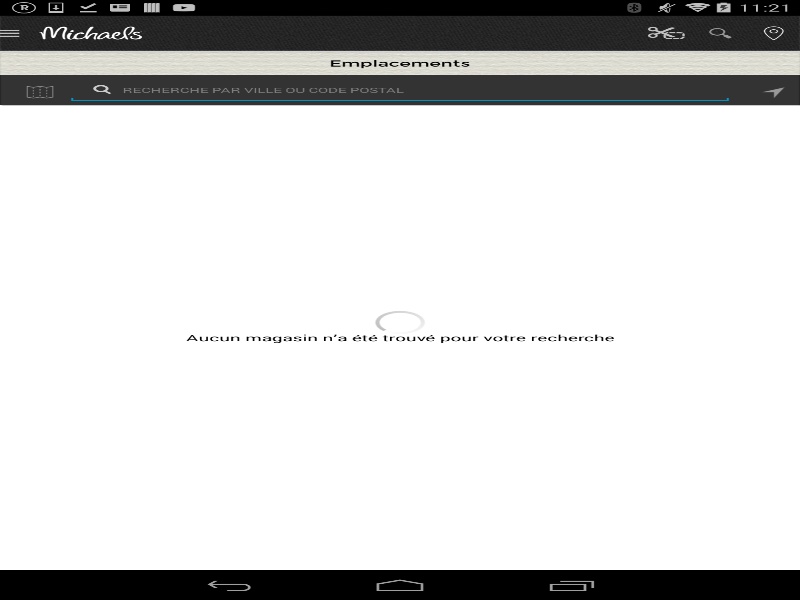 11:21
Michaels
Emplacements
RECHERCHE PAR VILLE OU CODE POSTAL
Aucun magasin n'a été trouvé pour votre recherche